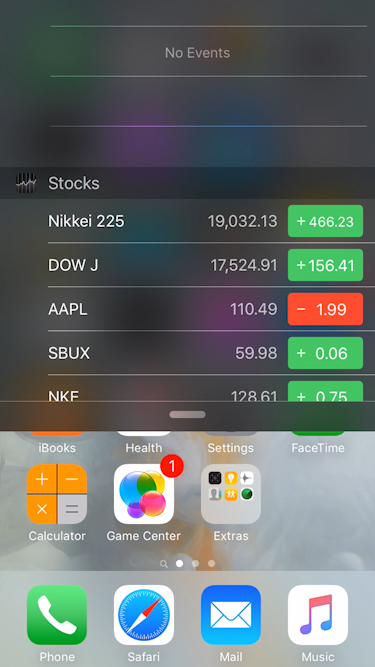 No Events
Stocks
Nikkei 225 19,032.13 + 466.23
DOW J 17,524.91 +156.41
AAPL 110.49 − 1.99
SBUX 59.98 + 0.06
NKE 128.61 + 0.75
iBooks Health Settings FaceTime
1
Calculator Game Center Extras
Phone Safari Mail Music